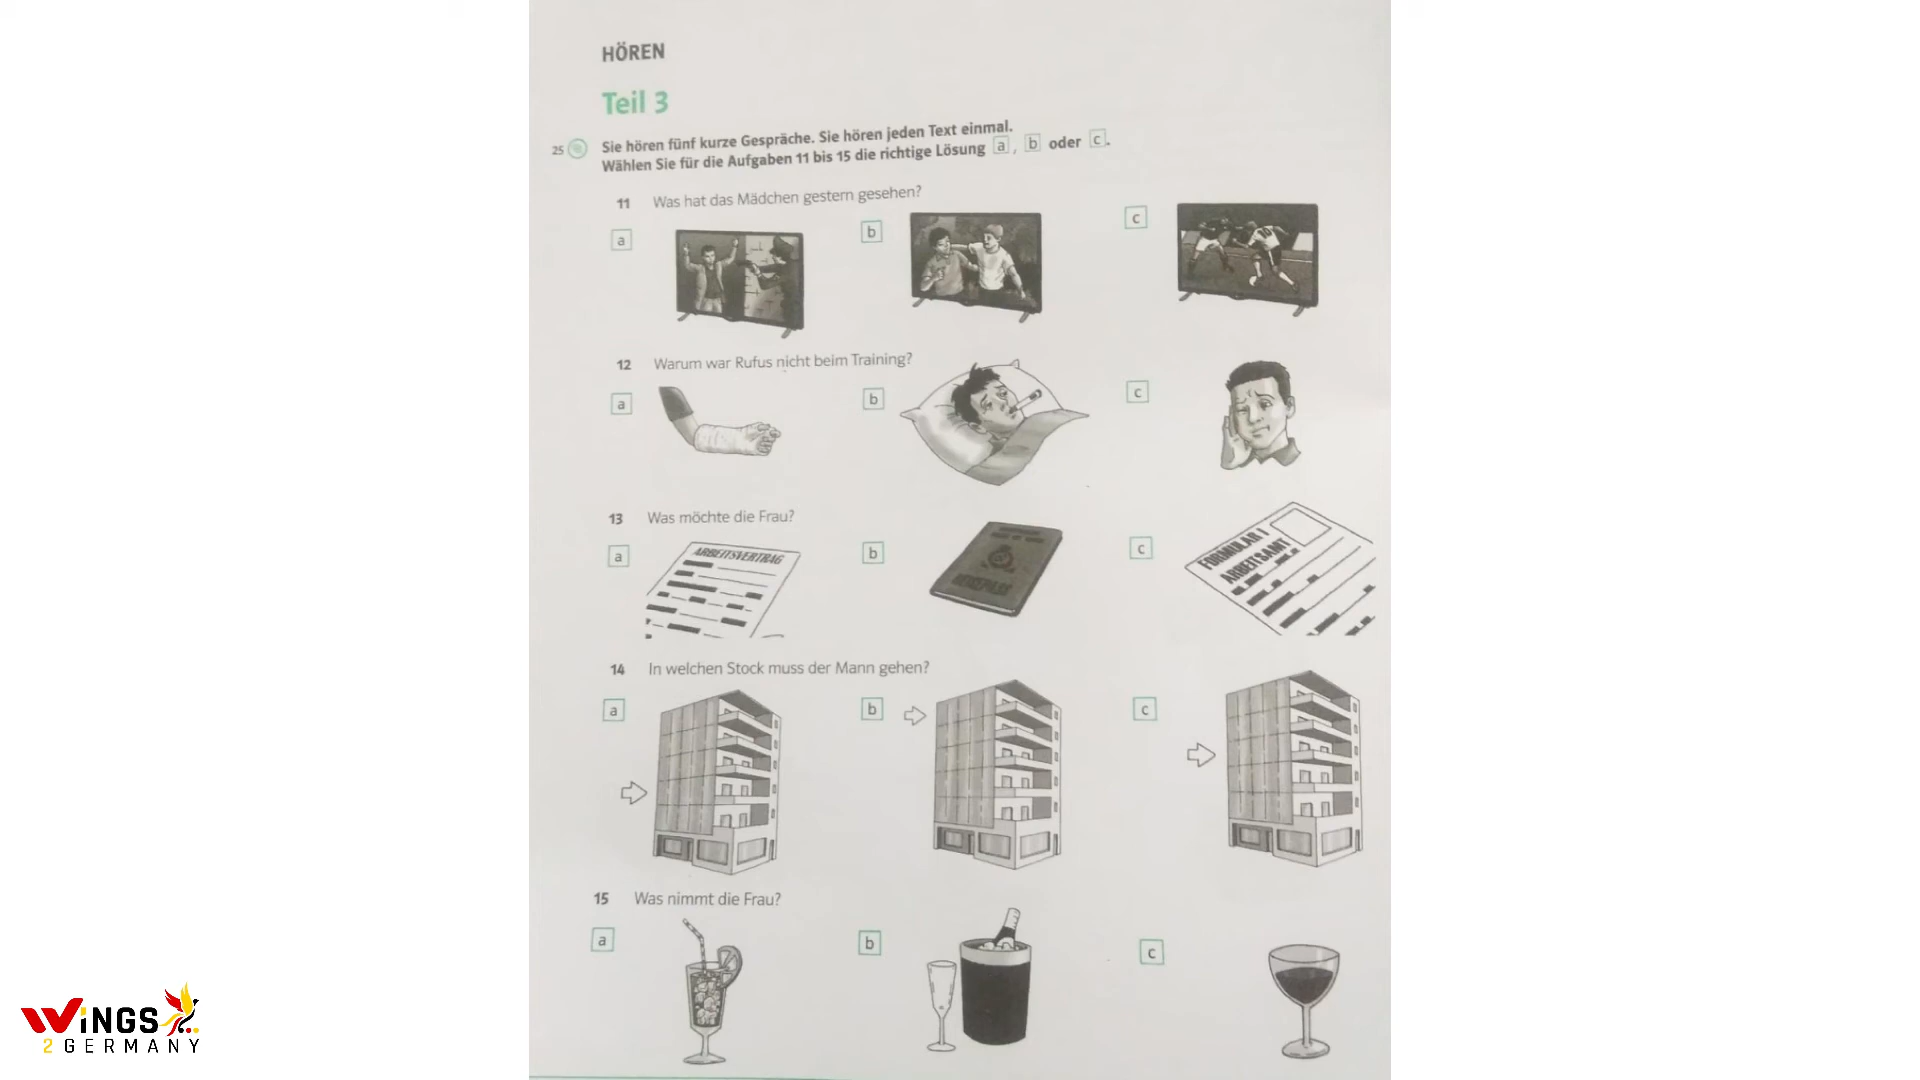 HÖREN
Teil 3
25 Sie hören fünf kurze Gespräche. Sie hören jeden Text einmal.
Wählen Sie für die Aufgaben 11 bis 15 die richtige Lösung a, b oder c.
11 Was hat das Mädchen gestern gesehen?
a b c
12 Warum war Rufus nicht beim Training?
a b c
13 Was möchte die Frau?
a b c
ARBEITSVERTRAG
REISEPASS
FORMULAR I
ARBEITSAMT
14 In welchen Stock muss der Mann gehen?
a b c
15 Was nimmt die Frau?
a b c
WiNGS
2 GERMANY